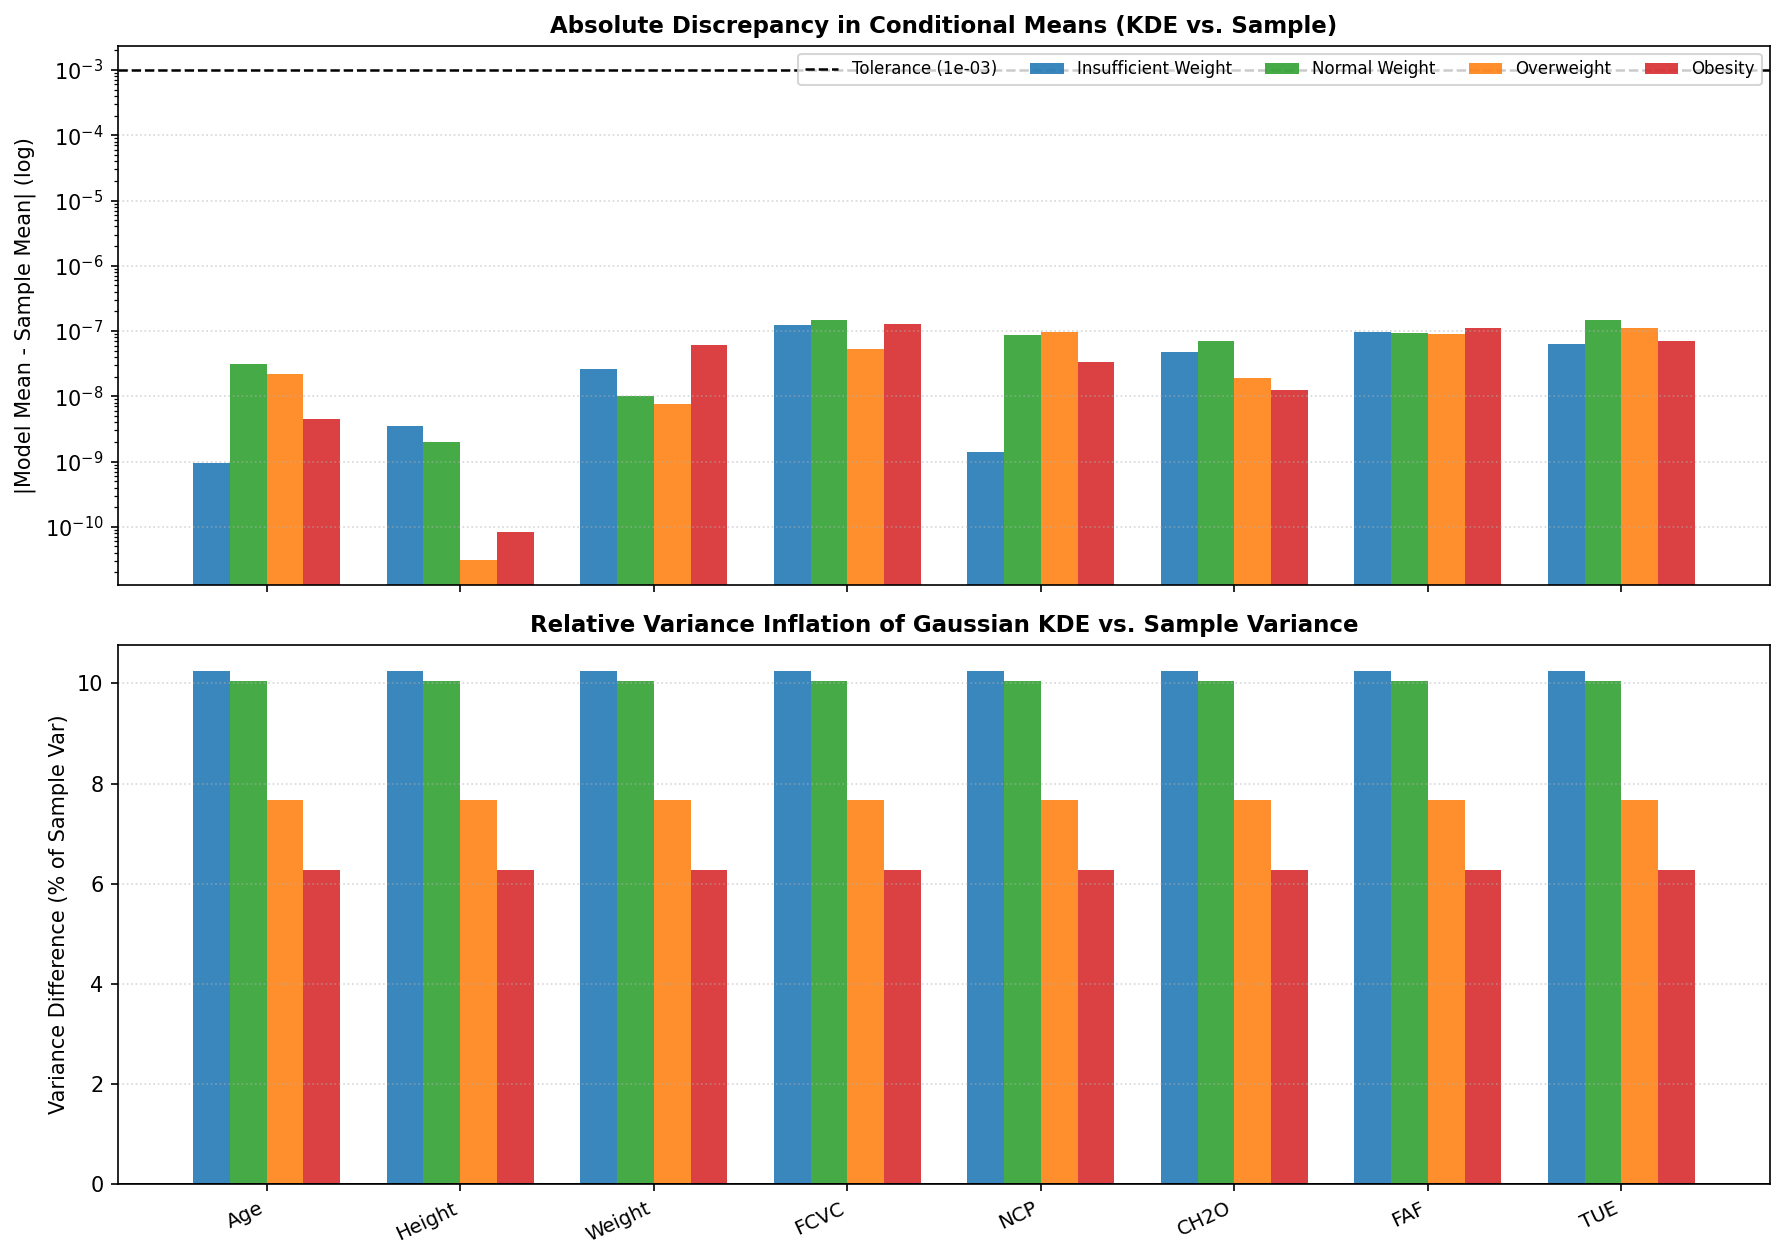 Absolute Discrepancy in Conditional Means (KDE vs. Sample)
|Model Mean - Sample Mean| (log)
10⁻³
10⁻⁴
10⁻⁵
10⁻⁶
10⁻⁷
10⁻⁸
10⁻⁹
10⁻¹⁰
Tolerance (1e-03) Insufficient Weight Normal Weight Overweight Obesity
Relative Variance Inflation of Gaussian KDE vs. Sample Variance
Variance Difference (% of Sample Var)
10
8
6
4
2
0
Age Height Weight FCVC NCP CH2O FAF TUE